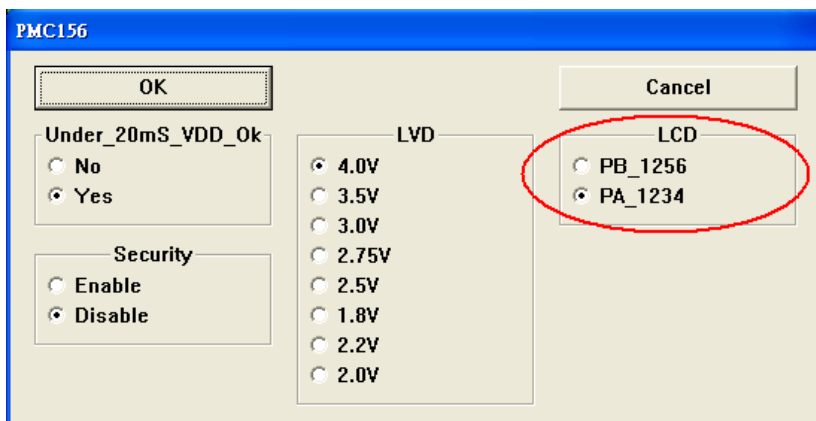 PMC156
OK
Cancel
Under_20mS_VDD_Ok
No
Yes
Security
Enable
Disable
LVD
4.0V
3.5V
3.0V
2.75V
2.5V
1.8V
2.2V
2.0V
LCD
PB_1256
PA_1234